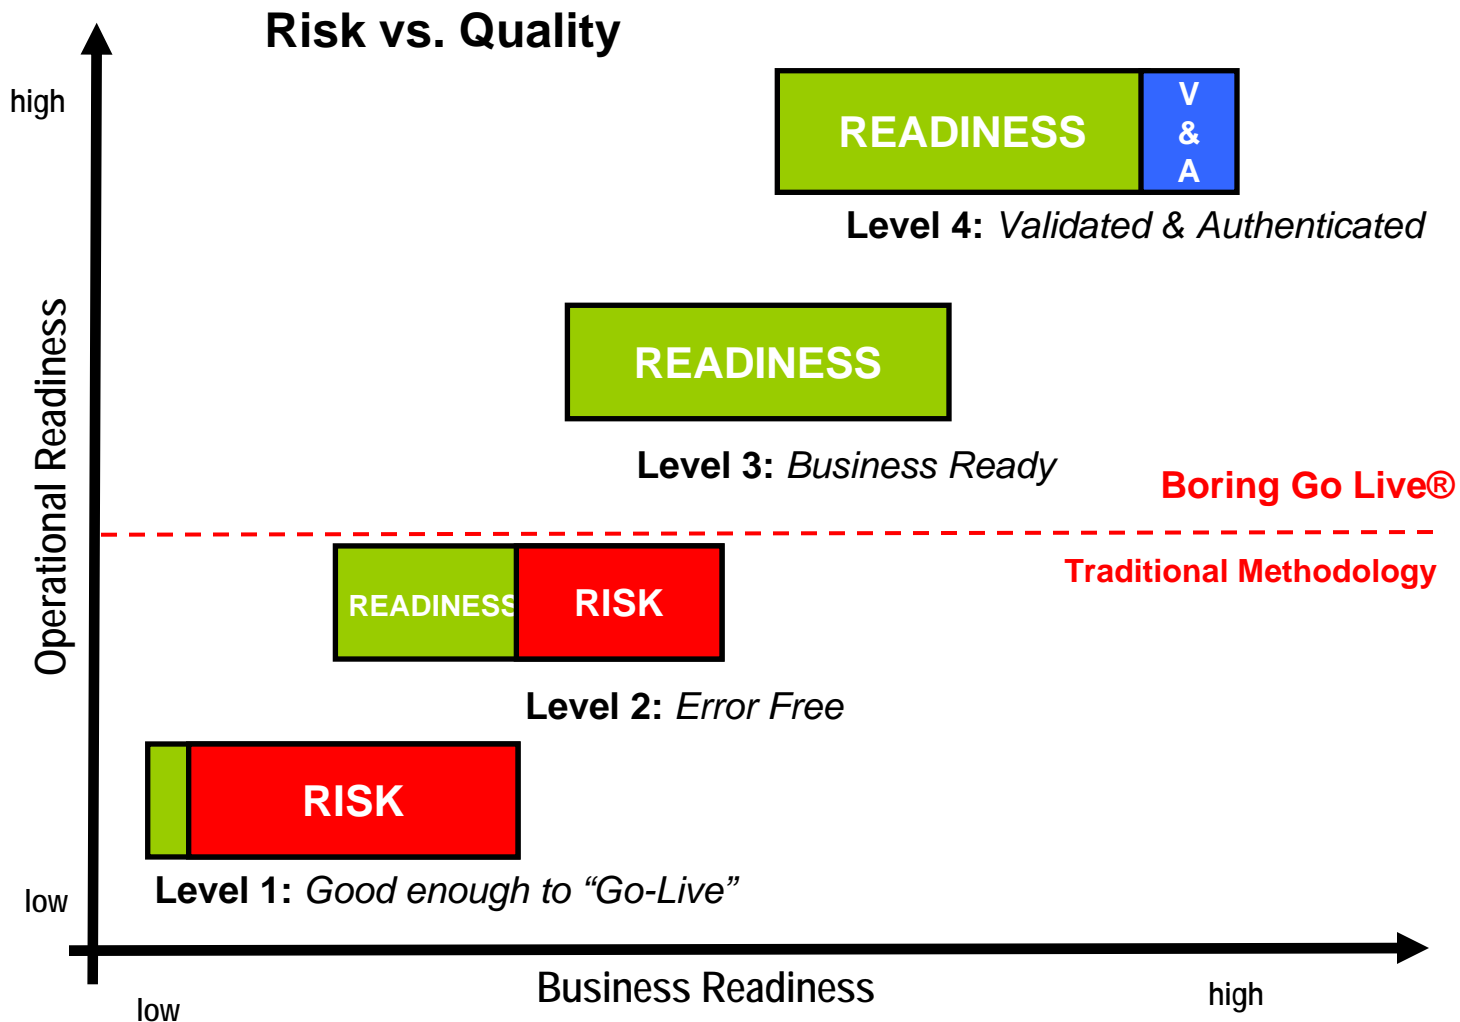 Risk vs. Quality
high
READINESS
V
&
A
Level 4: Validated & Authenticated
READINESS
Level 3: Business Ready
Boring Go Live®
Operational Readiness
Traditional Methodology
READINESS
RISK
Level 2: Error Free
RISK
Level 1: Good enough to “Go-Live”
low
Business Readiness
low
high